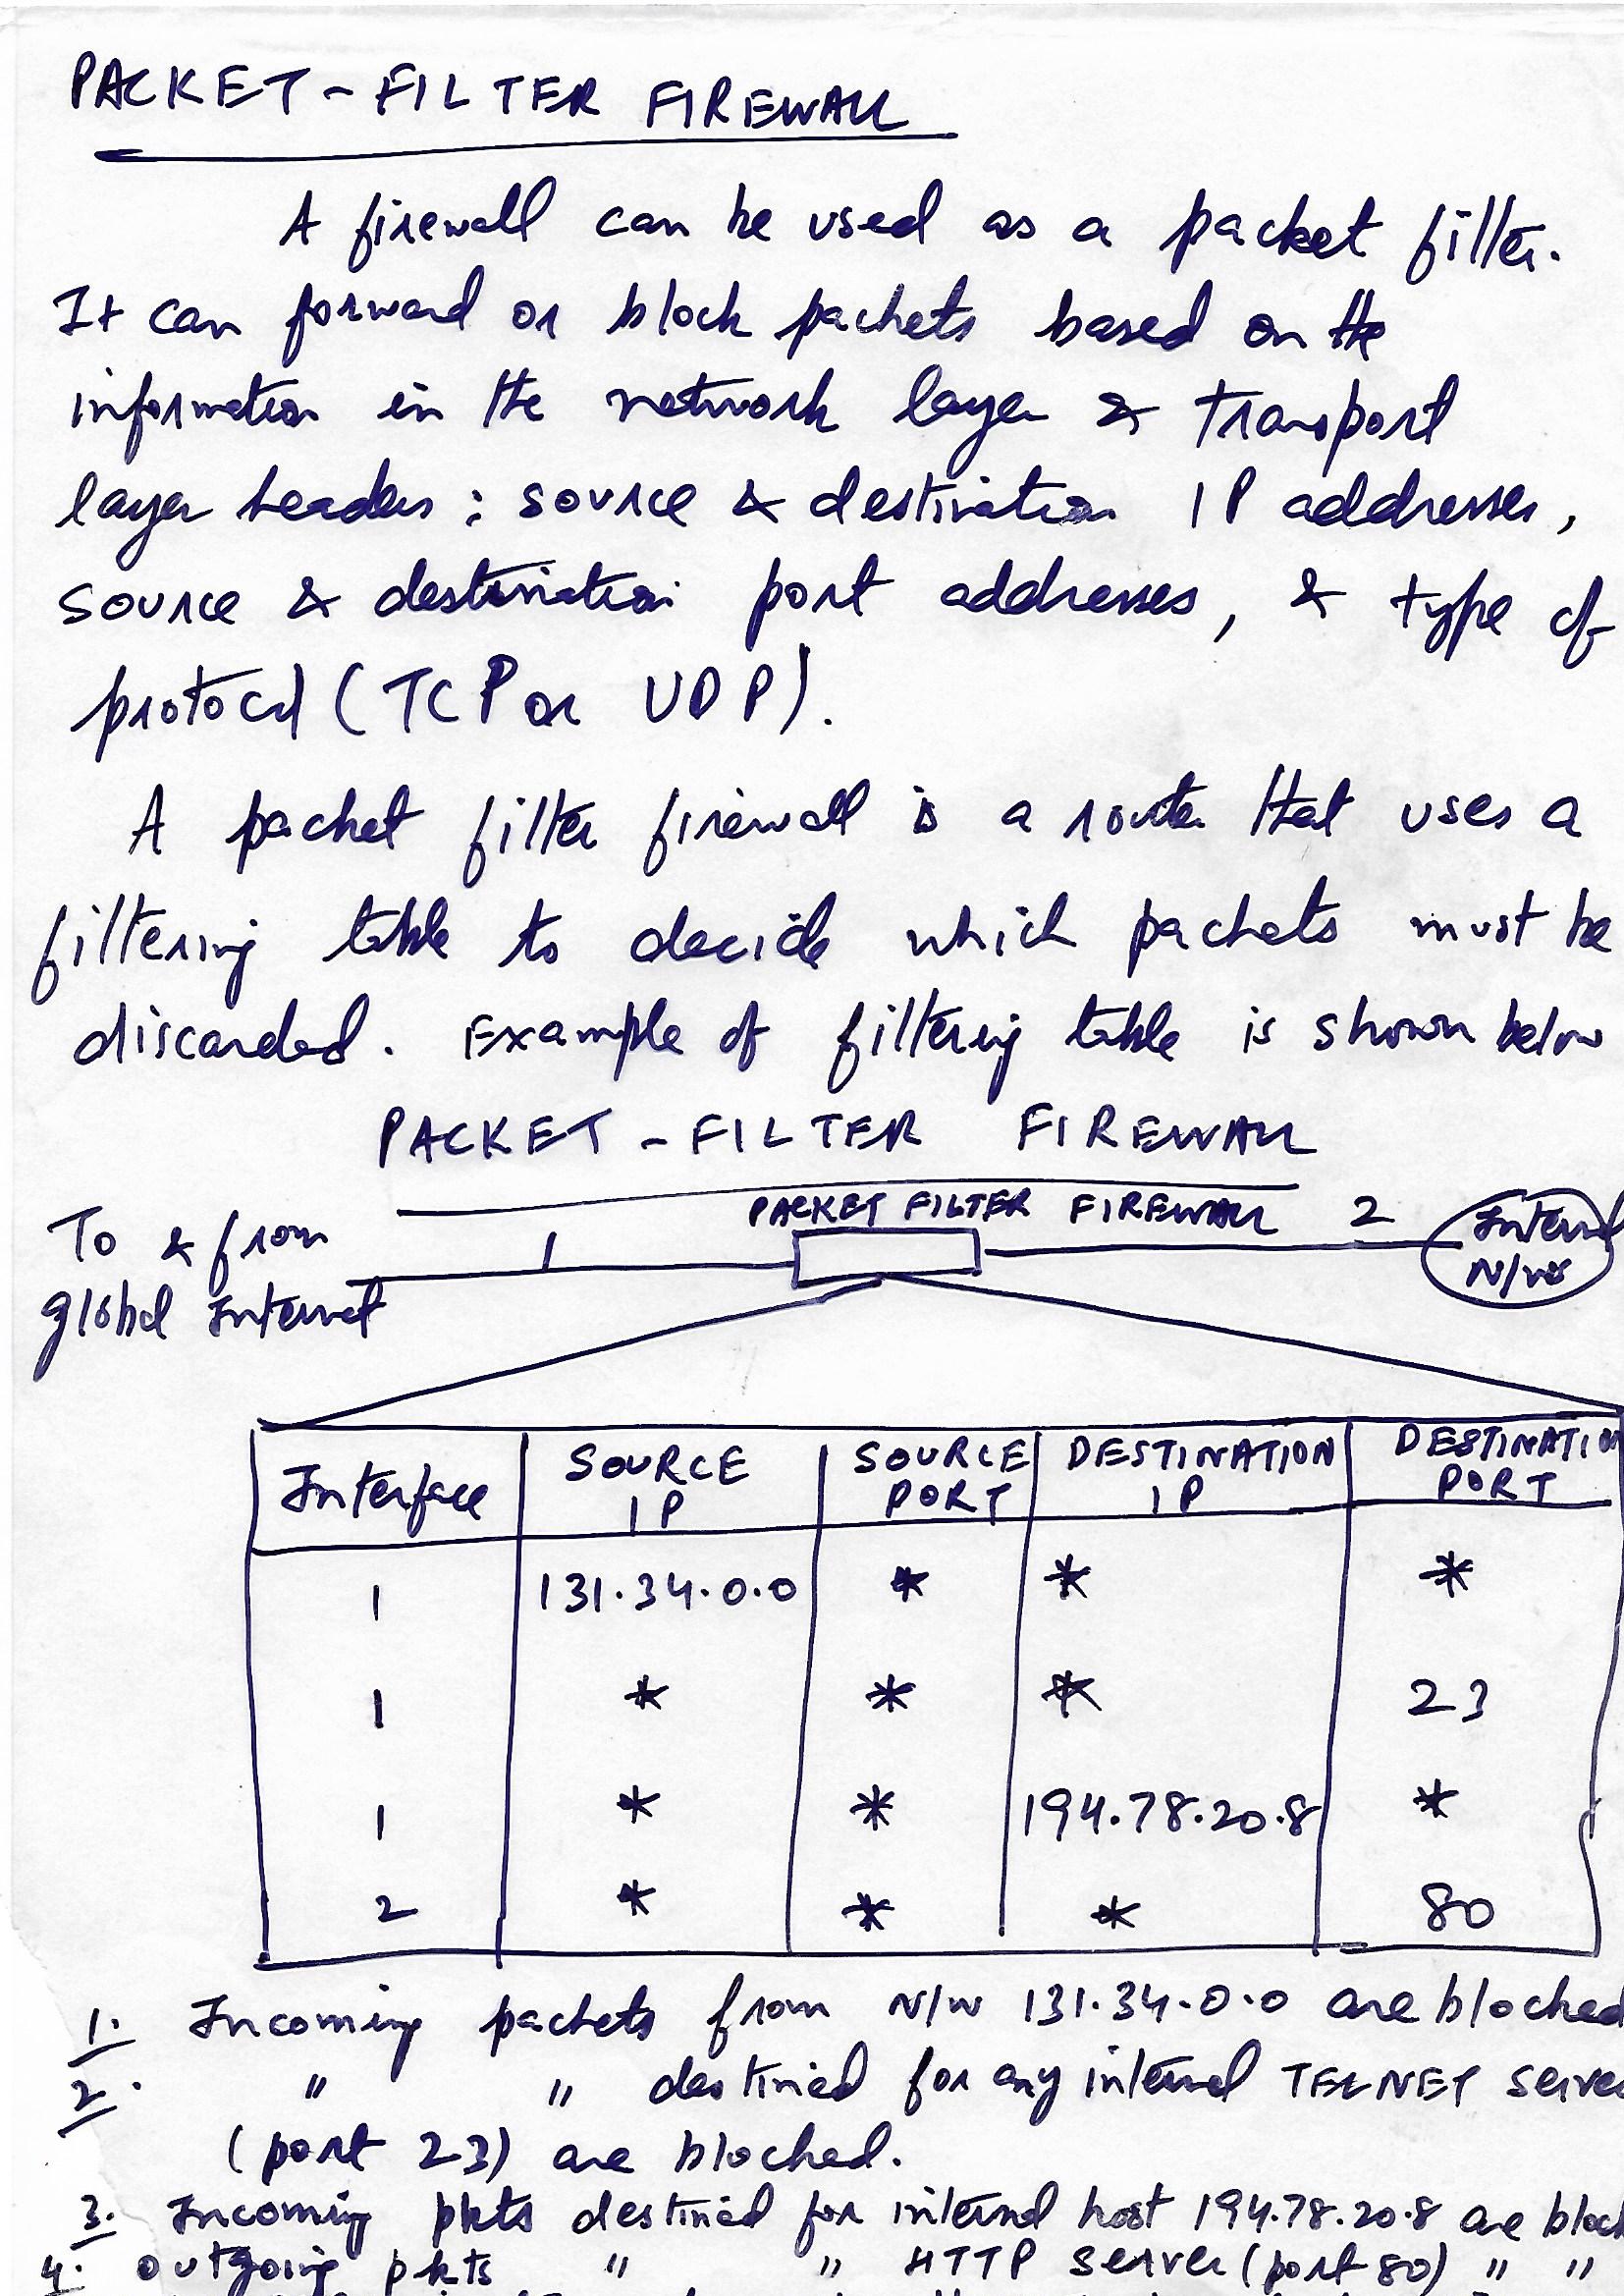 PACKET-FILTER FIREWALL
A firewall can be used as a packet filter.
It can forward or block packets based on the
information in the network layer & transport
layer headers : source & destination IP addresses,
source & destination port addresses, & type of
protocol (TCP or UDP).
A packet filter firewall is a router that uses a
filtering table to decide which packets must be
discarded. Example of filtering table is shown below
PACKET-FILTER FIREWALL
PACKET FILTER FIREWALL
To & from 1 2 Internal
global Internet N/W
Interface SOURCE IP SOURCE PORT DESTINATION IP DESTINATION PORT
1 131.34.0.0 * * *
1 * * * 23
1 * * 194.78.20.8 *
2 * * * 80
1. Incoming packets from N/W 131.34.0.0 are blocked
2. " " destined for any internal TELNET server
(port 23) are blocked.
3. Incoming pkts destined for internal host 194.78.20.8 are block
4. outgoing pkts " " HTTP server (port 80) " "